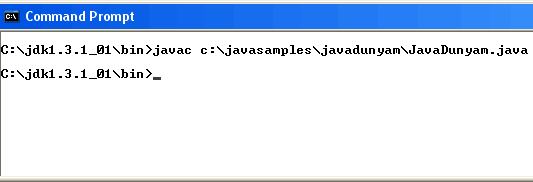 Command Prompt
C:\jdk1.3.1_01\bin>javac c:\javasamples\javadunyam\JavaDunyam.java
C:\jdk1.3.1_01\bin>_